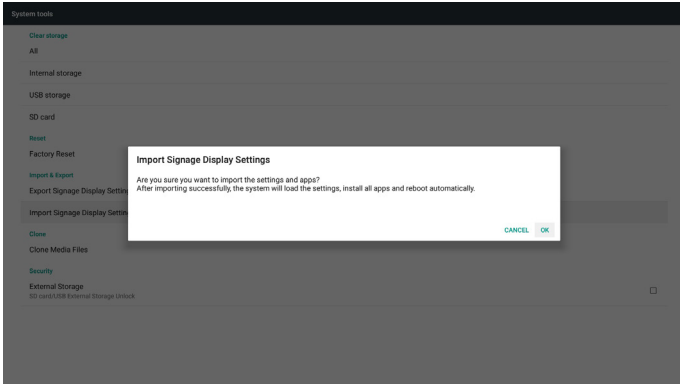 System tools
Clear storage
All
Internal storage
USB storage
SD card
Reset
Factory Reset
Import & Export
Export Signage Display Setting
Import Signage Display Settin
Import Signage Display Settings
Are you sure you want to import the settings and apps?
After importing successfully, the system will load the settings, install all apps and reboot automatically.
CANCEL OK
Clone
Clone Media Files
Security
External Storage
SD card/USB External Storage Unlock